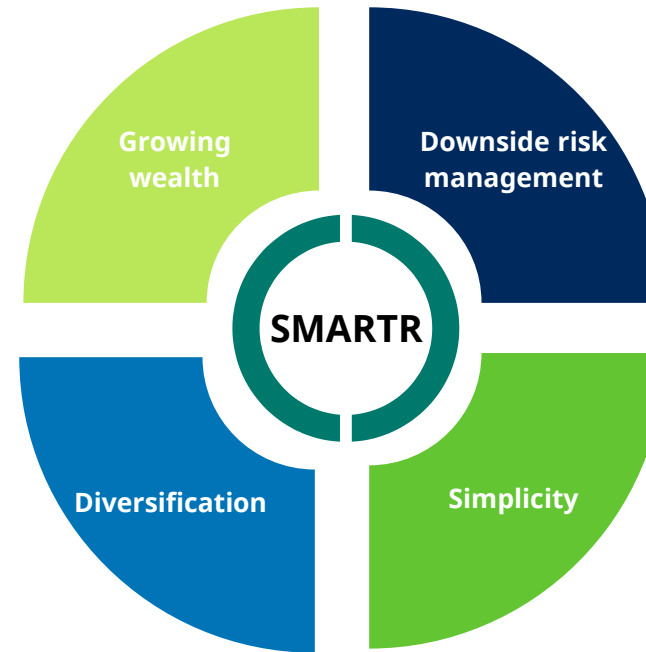 Growing
wealth
Downside risk
management
SMARTR
Diversification
Simplicity